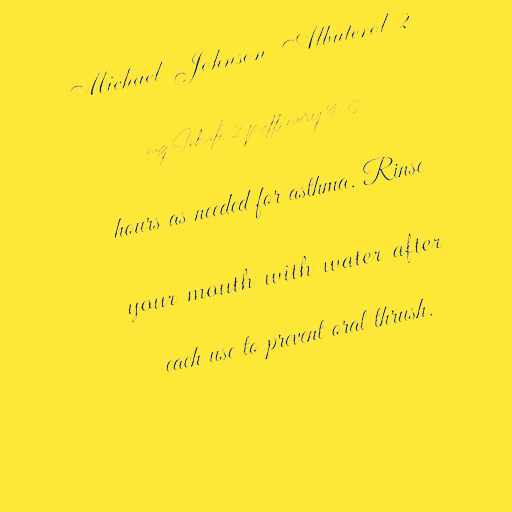 Michael Johnson Albuterol 2
mg Inhale 2 puffs every 4-6
hours as needed for asthma. Rinse
your mouth with water after
each use to prevent oral thrush.